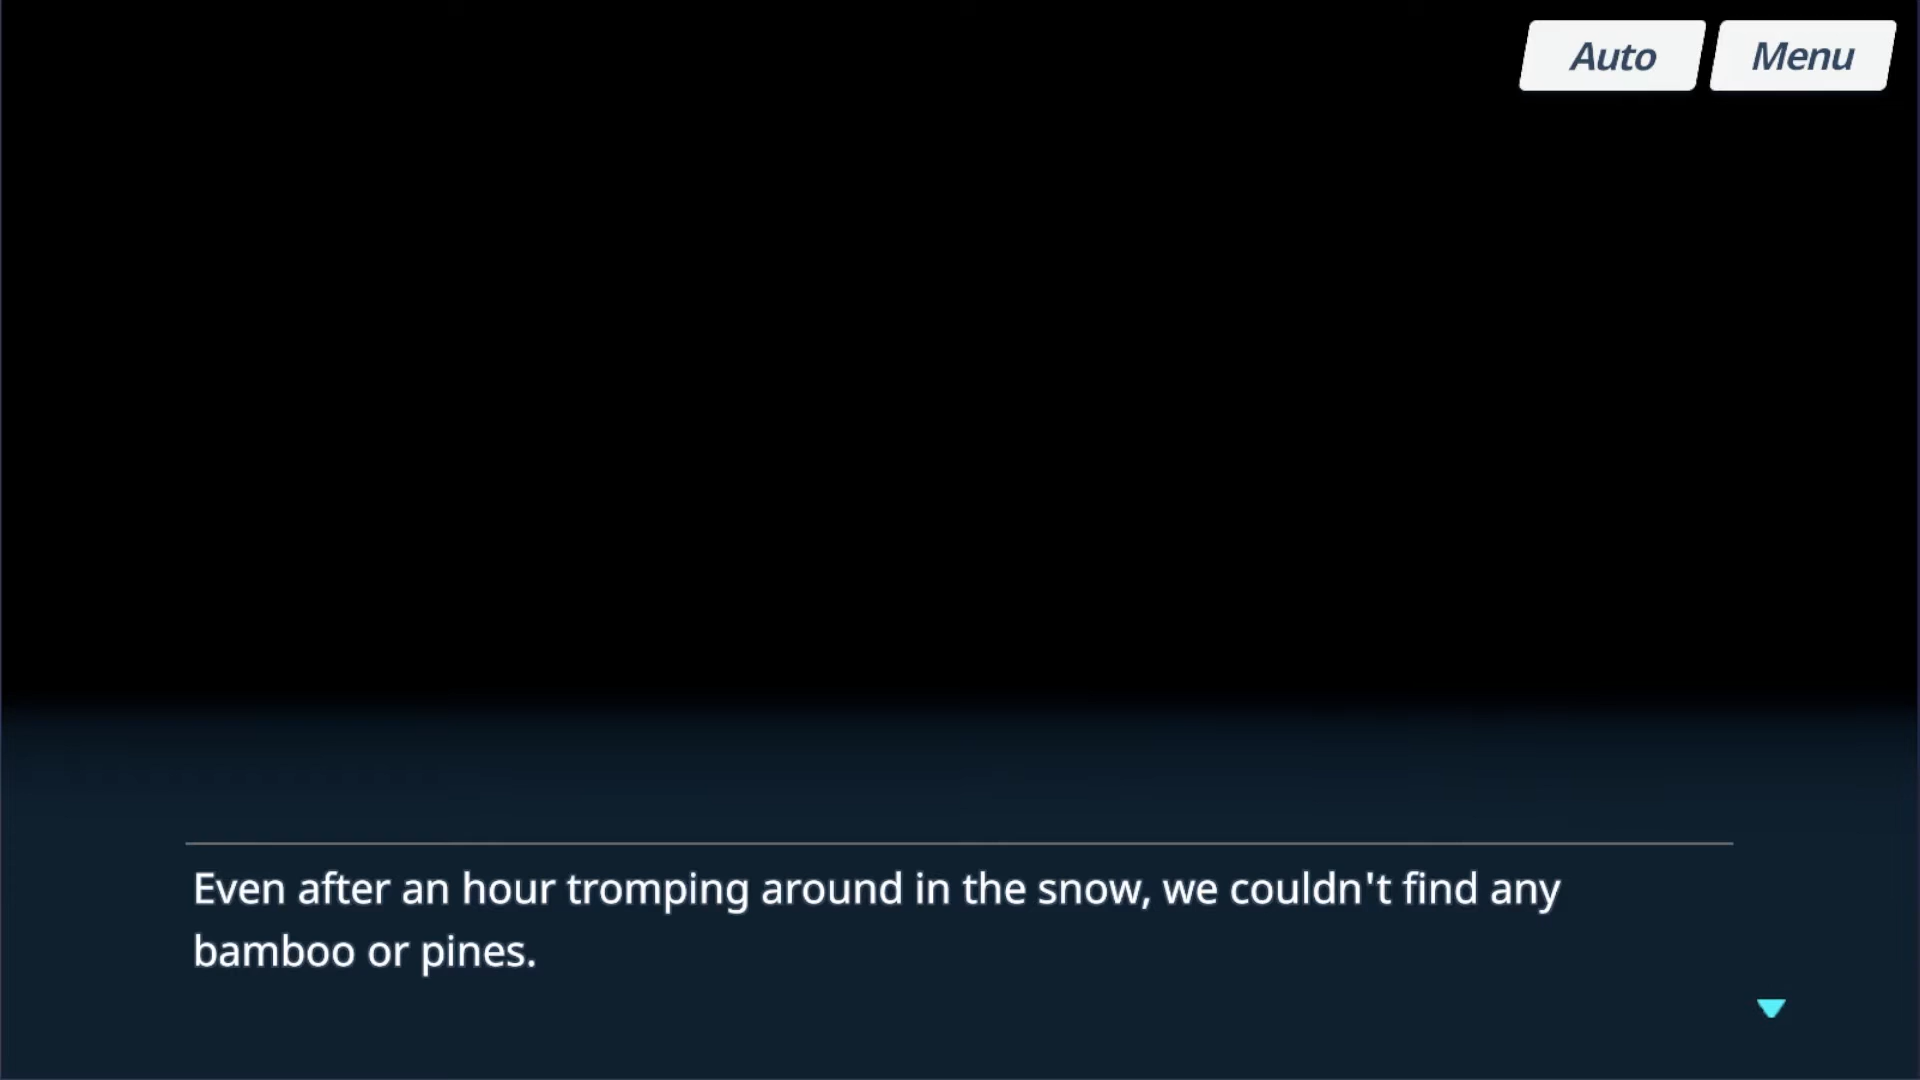 Auto Menu
Even after an hour tromping around in the snow, we couldn't find any
bamboo or pines.